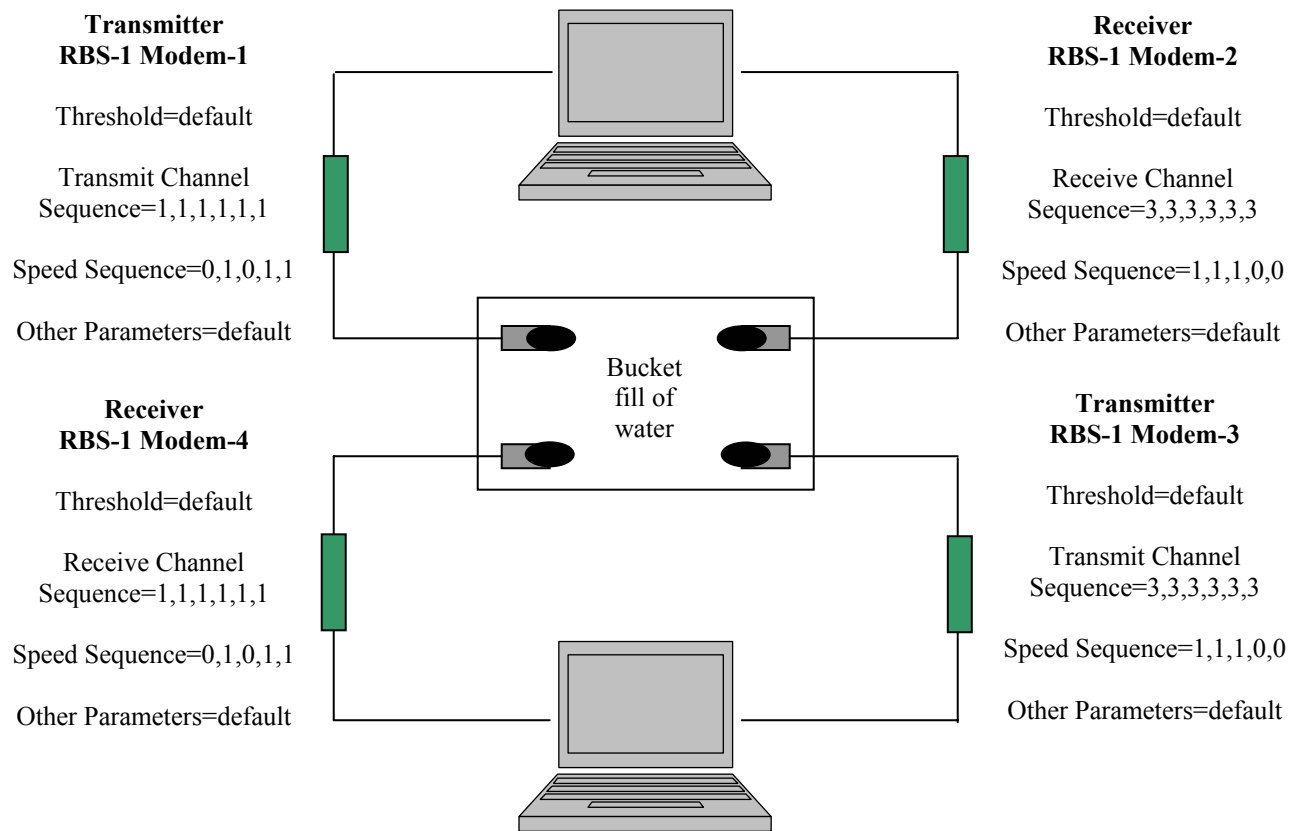 Transmitter
RBS-1 Modem-1
Threshold=default
Transmit Channel
Sequence=1,1,1,1,1,1
Speed Sequence=0,1,0,1,1
Other Parameters=default
Receiver
RBS-1 Modem-2
Threshold=default
Receive Channel
Sequence=3,3,3,3,3,3
Speed Sequence=1,1,1,0,0
Other Parameters=default
Bucket
fill of
water
Receiver
RBS-1 Modem-4
Threshold=default
Receive Channel
Sequence=1,1,1,1,1,1
Speed Sequence=0,1,0,1,1
Other Parameters=default
Transmitter
RBS-1 Modem-3
Threshold=default
Transmit Channel
Sequence=3,3,3,3,3,3
Speed Sequence=1,1,1,0,0
Other Parameters=default